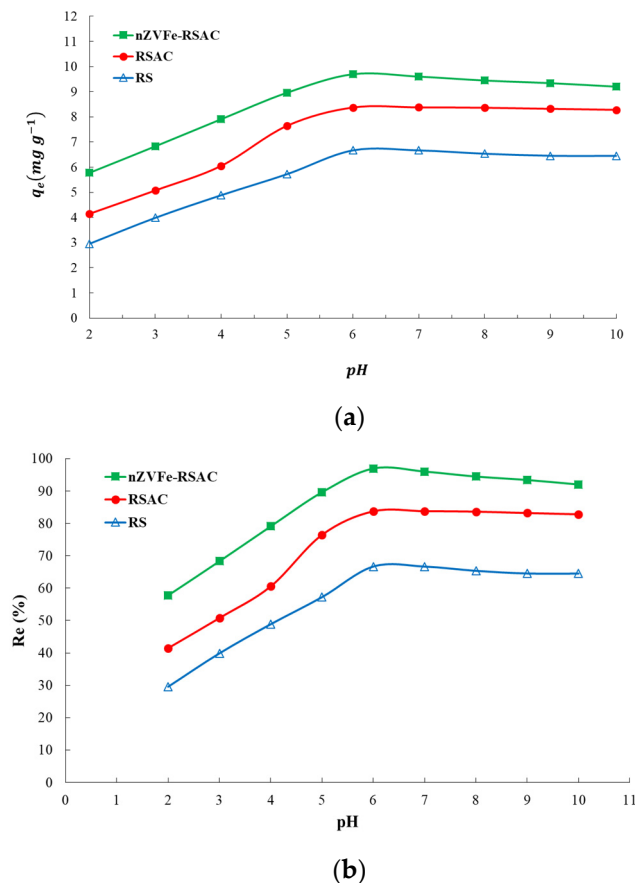 12
11
10
9
8
7
6
5
4
3
2
1
0
qe(mg g−1)
nZVFe-RSAC
RSAC
RS
2 3 4 5 6 7 8 9 10
pH
(a)
100
90
80
70
60
50
40
30
20
10
0
Re (%)
nZVFe-RSAC
RSAC
RS
0 1 2 3 4 5 6 7 8 9 10 11
pH
(b)